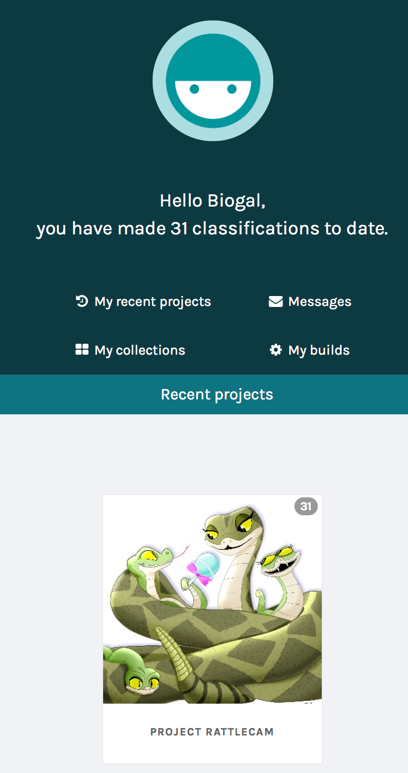 Hello Biogal,
you have made 31 classifications to date.
My recent projects
Messages
My collections
My builds
Recent projects
31
PROJECT RATTLECAM